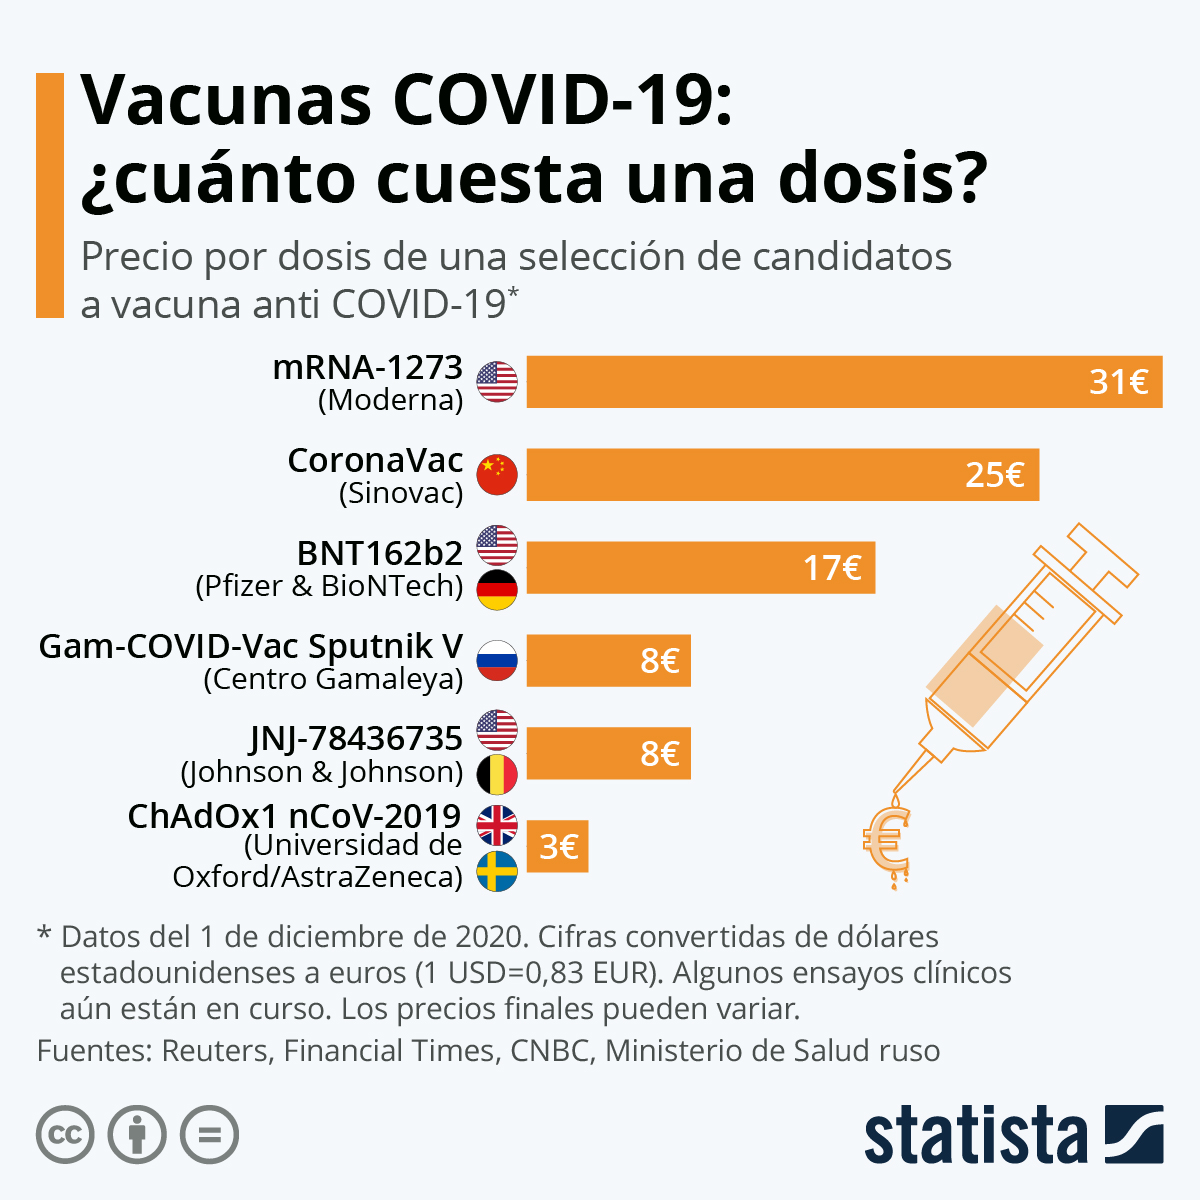 Vacunas COVID-19:
¿cuánto cuesta una dosis?
Precio por dosis de una selección de candidatos
a vacuna anti COVID-19*
mRNA-1273
(Moderna)
31€
CoronaVac
(Sinovac)
25€
BNT162b2
(Pfizer & BioNTech)
17€
Gam-COVID-Vac Sputnik V
(Centro Gamaleya)
8€
JNJ-78436735
(Johnson & Johnson)
8€
ChAdOx1 nCoV-2019
(Universidad de
Oxford/AstraZeneca)
3€
€
* Datos del 1 de diciembre de 2020. Cifras convertidas de dólares
estadounidenses a euros (1 USD=0,83 EUR). Algunos ensayos clínicos
aún están en curso. Los precios finales pueden variar.
Fuentes: Reuters, Financial Times, CNBC, Ministerio de Salud ruso
cc
statista